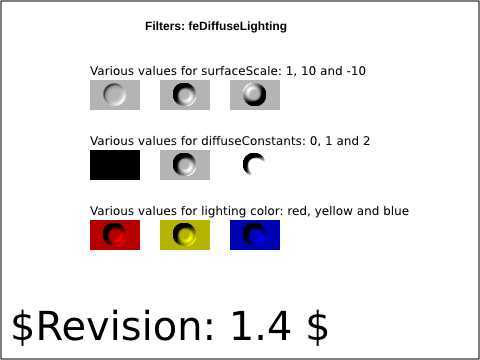 Filters: feDiffuseLighting
Various values for surfaceScale: 1, 10 and -10
Various values for diffuseConstants: 0, 1 and 2
Various values for lighting color: red, yellow and blue
$Revision: 1.4 $